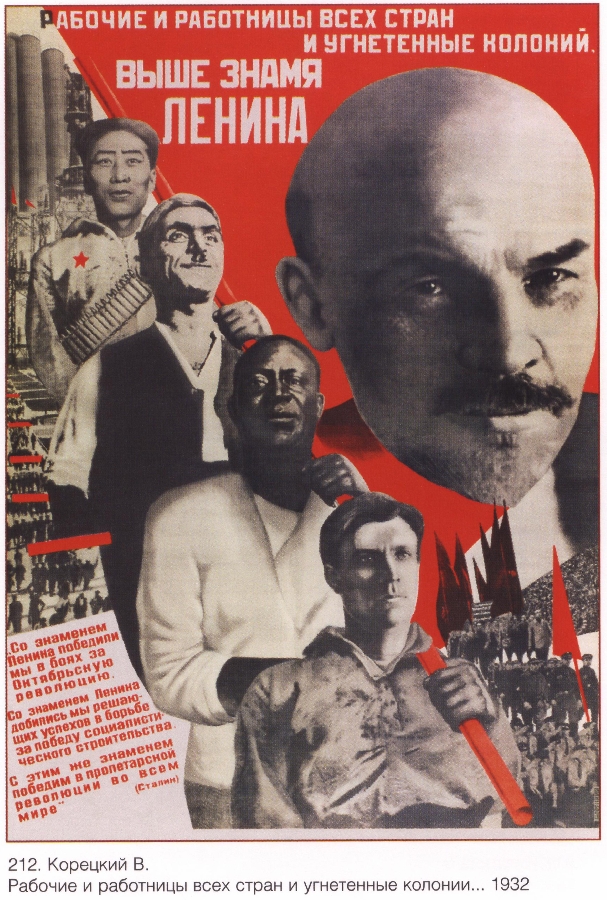 РАБОЧИЕ И РАБОТНИЦЫ ВСЕХ СТРАН
И УГНЕТЕННЫЕ КОЛОНИЙ.
ВЫШЕ ЗНАМЯ
ЛЕНИНА
„Со знаменем
Ленина победили
мы в боях за
Октябрьскую
революцию.
Со знаменем Ленина
добились мы решаю-
щих успехов в борьбе
за победу социалисти-
ческого строительства.
С этим же знаменем
победим в пролетарской
революции во всем
мире"
(Сталин)
212. Корецкий В.
Рабочие и работницы всех стран и угнетенные колонии... 1932